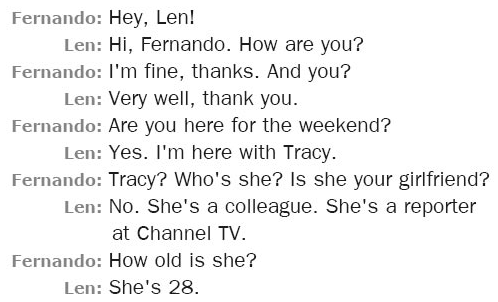 Fernando: Hey, Len!
Len: Hi, Fernando. How are you?
Fernando: I'm fine, thanks. And you?
Len: Very well, thank you.
Fernando: Are you here for the weekend?
Len: Yes. I'm here with Tracy.
Fernando: Tracy? Who's she? Is she your girlfriend?
Len: No. She's a colleague. She's a reporter
at Channel TV.
Fernando: How old is she?
Len: She's 28.